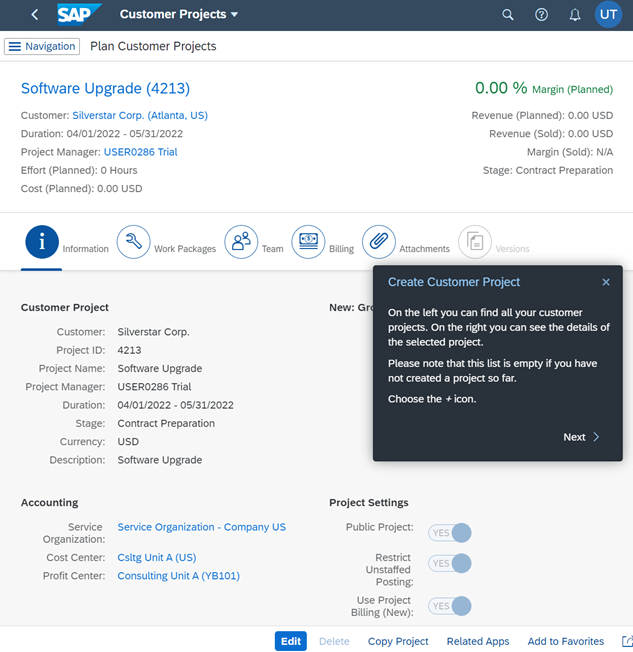 SAP Customer Projects UT
Navigation Plan Customer Projects
Software Upgrade (4213)
0.00 % Margin (Planned)
Customer: Silverstar Corp. (Atlanta, US)
Revenue (Planned): 0.00 USD
Duration: 04/01/2022 - 05/31/2022
Revenue (Sold): 0.00 USD
Project Manager: USER0286 Trial
Margin (Sold): N/A
Effort (Planned): 0 Hours
Stage: Contract Preparation
Cost (Planned): 0.00 USD
Information Work Packages Team Billing Attachments Versions
Customer Project
Customer: Silverstar Corp.
Project ID: 4213
Project Name: Software Upgrade
Project Manager: USER0286 Trial
Duration: 04/01/2022 - 05/31/2022
Stage: Contract Preparation
Currency: USD
Description: Software Upgrade
New:
Create Customer Project
On the left you can find all your customer
projects. On the right you can see the details of
the selected project.
Please note that this list is empty if you have
not created a project so far.
Choose the + icon.
Next
Accounting
Service
Organization:
Service Organization - Company US
Cost Center: Csltg Unit A (US)
Profit Center: Consulting Unit A (YB101)
Project Settings
Public Project: YES
Restrict
Unstaffed
Posting:
YES
Use Project
Billing (New):
YES
Edit Delete Copy Project Related Apps Add to Favorites